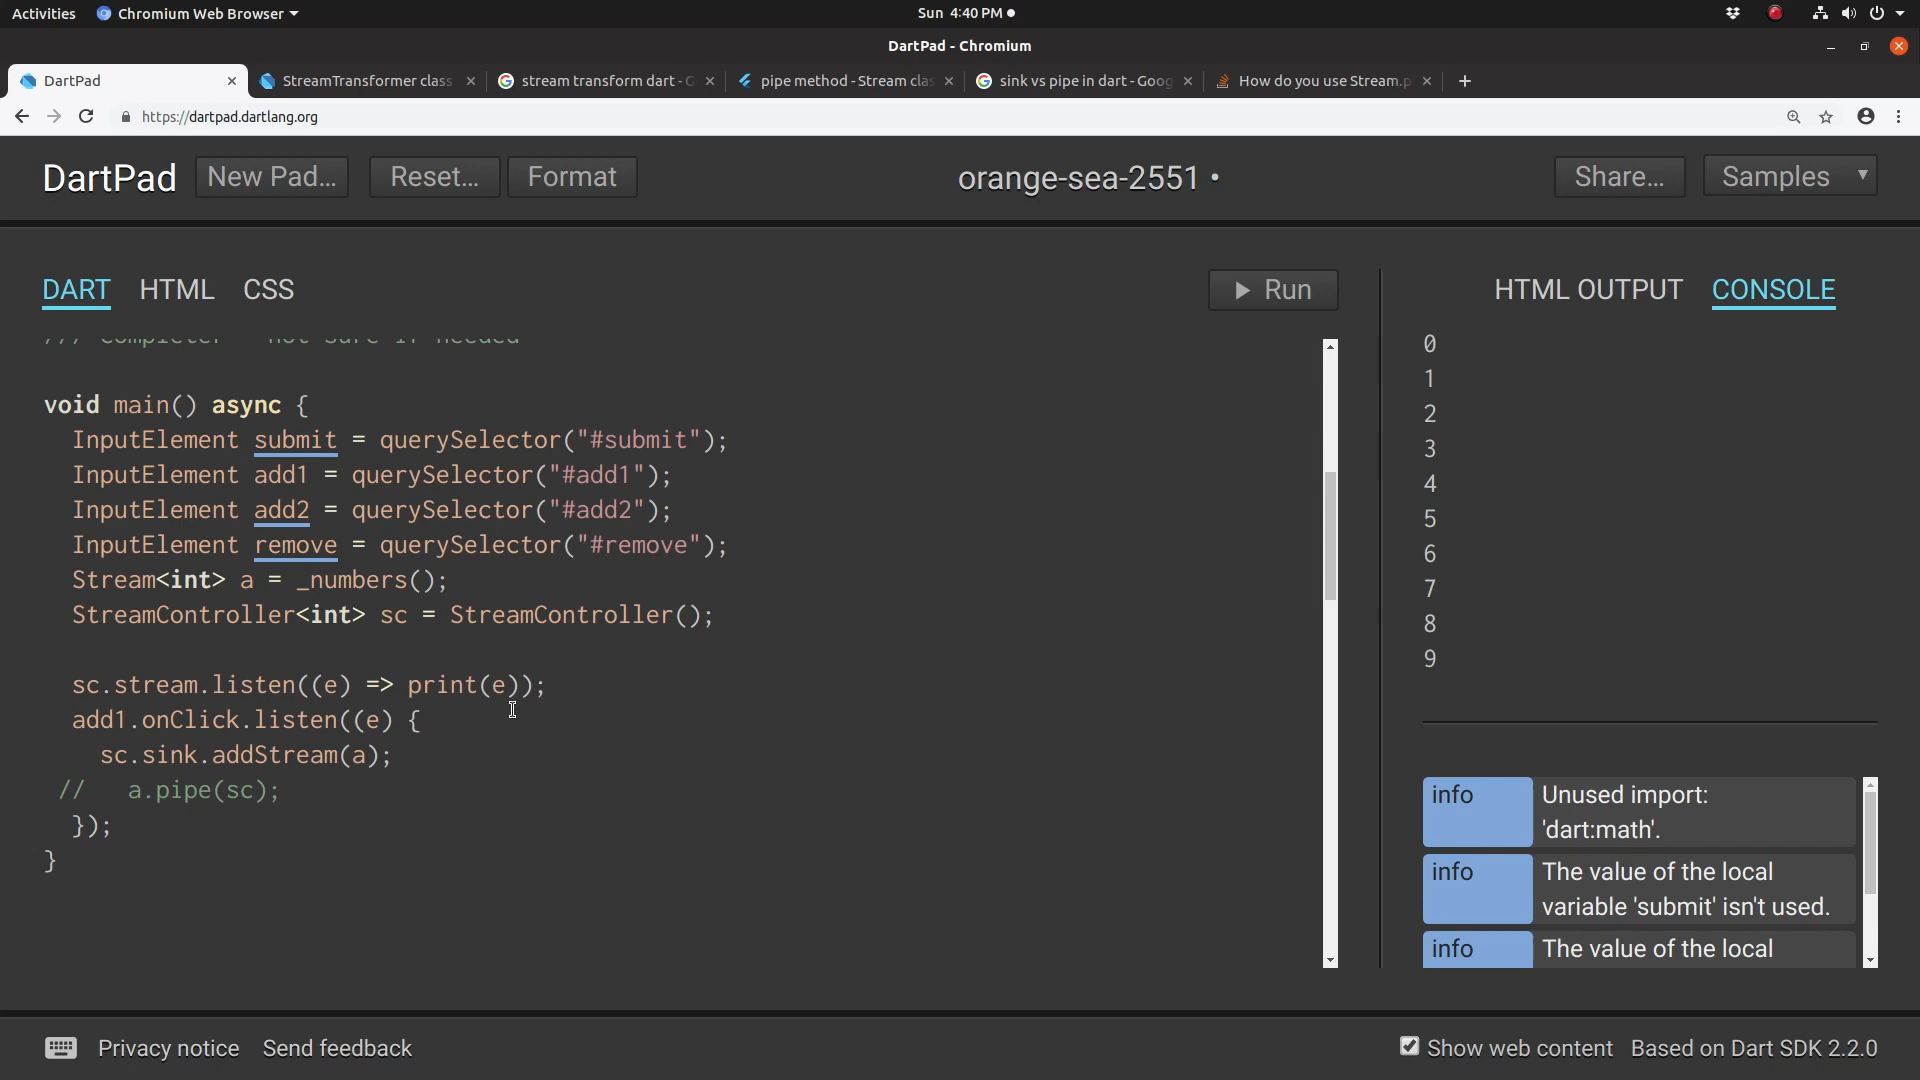 Activities Chromium Web Browser Sun 4:40 PM
DartPad - Chromium
DartPad StreamTransformer class stream transform dart - G pipe method - Stream clas sink vs pipe in dart - Goog How do you use Stream.p
https://dartpad.dartlang.org
DartPad New Pad... Reset... Format orange-sea-2551 • Share... Samples
DART HTML CSS Run HTML OUTPUT CONSOLE
/// Completer - not sure if needed
void main() async {
InputElement submit = querySelector("#submit");
InputElement add1 = querySelector("#add1");
InputElement add2 = querySelector("#add2");
InputElement remove = querySelector("#remove");
Stream<int> a = _numbers();
StreamController<int> sc = StreamController();
sc.stream.listen((e) => print(e));
add1.onClick.listen((e) {
sc.sink.addStream(a);
// a.pipe(sc);
});
}
0
1
2
3
4
5
6
7
8
9
info Unused import:
'dart:math'.
info The value of the local
variable 'submit' isn't used.
info The value of the local
Privacy notice Send feedback Show web content Based on Dart SDK 2.2.0